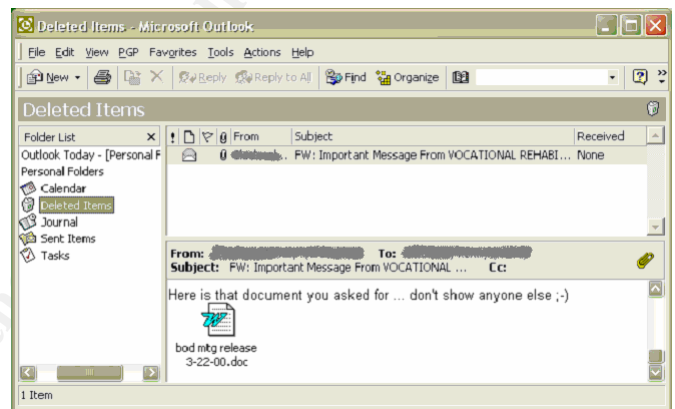 Deleted Items - Microsoft Outlook
File Edit View PGP Favorites Tools Actions Help
New Reply Reply to All Find Organize
Deleted Items
Folder List x ! From Subject Received
Outlook Today - [Personal F
FW: Important Message From VOCATIONAL REHABI... None
Personal Folders
Calendar
Deleted Items
Journal
Sent Items
Tasks
From: To:
Subject: FW: Important Message From VOCATIONAL ... Cc:
Here is that document you asked for ... don't show anyone else ;-)
bod mtg release
3-22-00.doc
1 Item